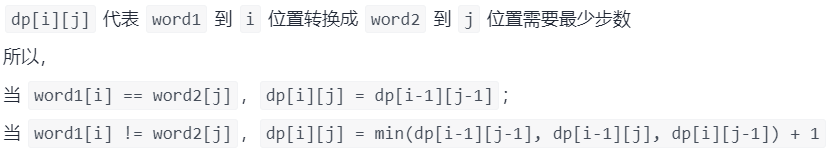 dp[i][j] 代表 word1 到 i 位置转换成 word2 到 j 位置需要最少步数
所以，
当 word1[i] == word2[j]，dp[i][j] = dp[i-1][j-1]；
当 word1[i] != word2[j]，dp[i][j] = min(dp[i-1][j-1], dp[i-1][j], dp[i][j-1]) + 1